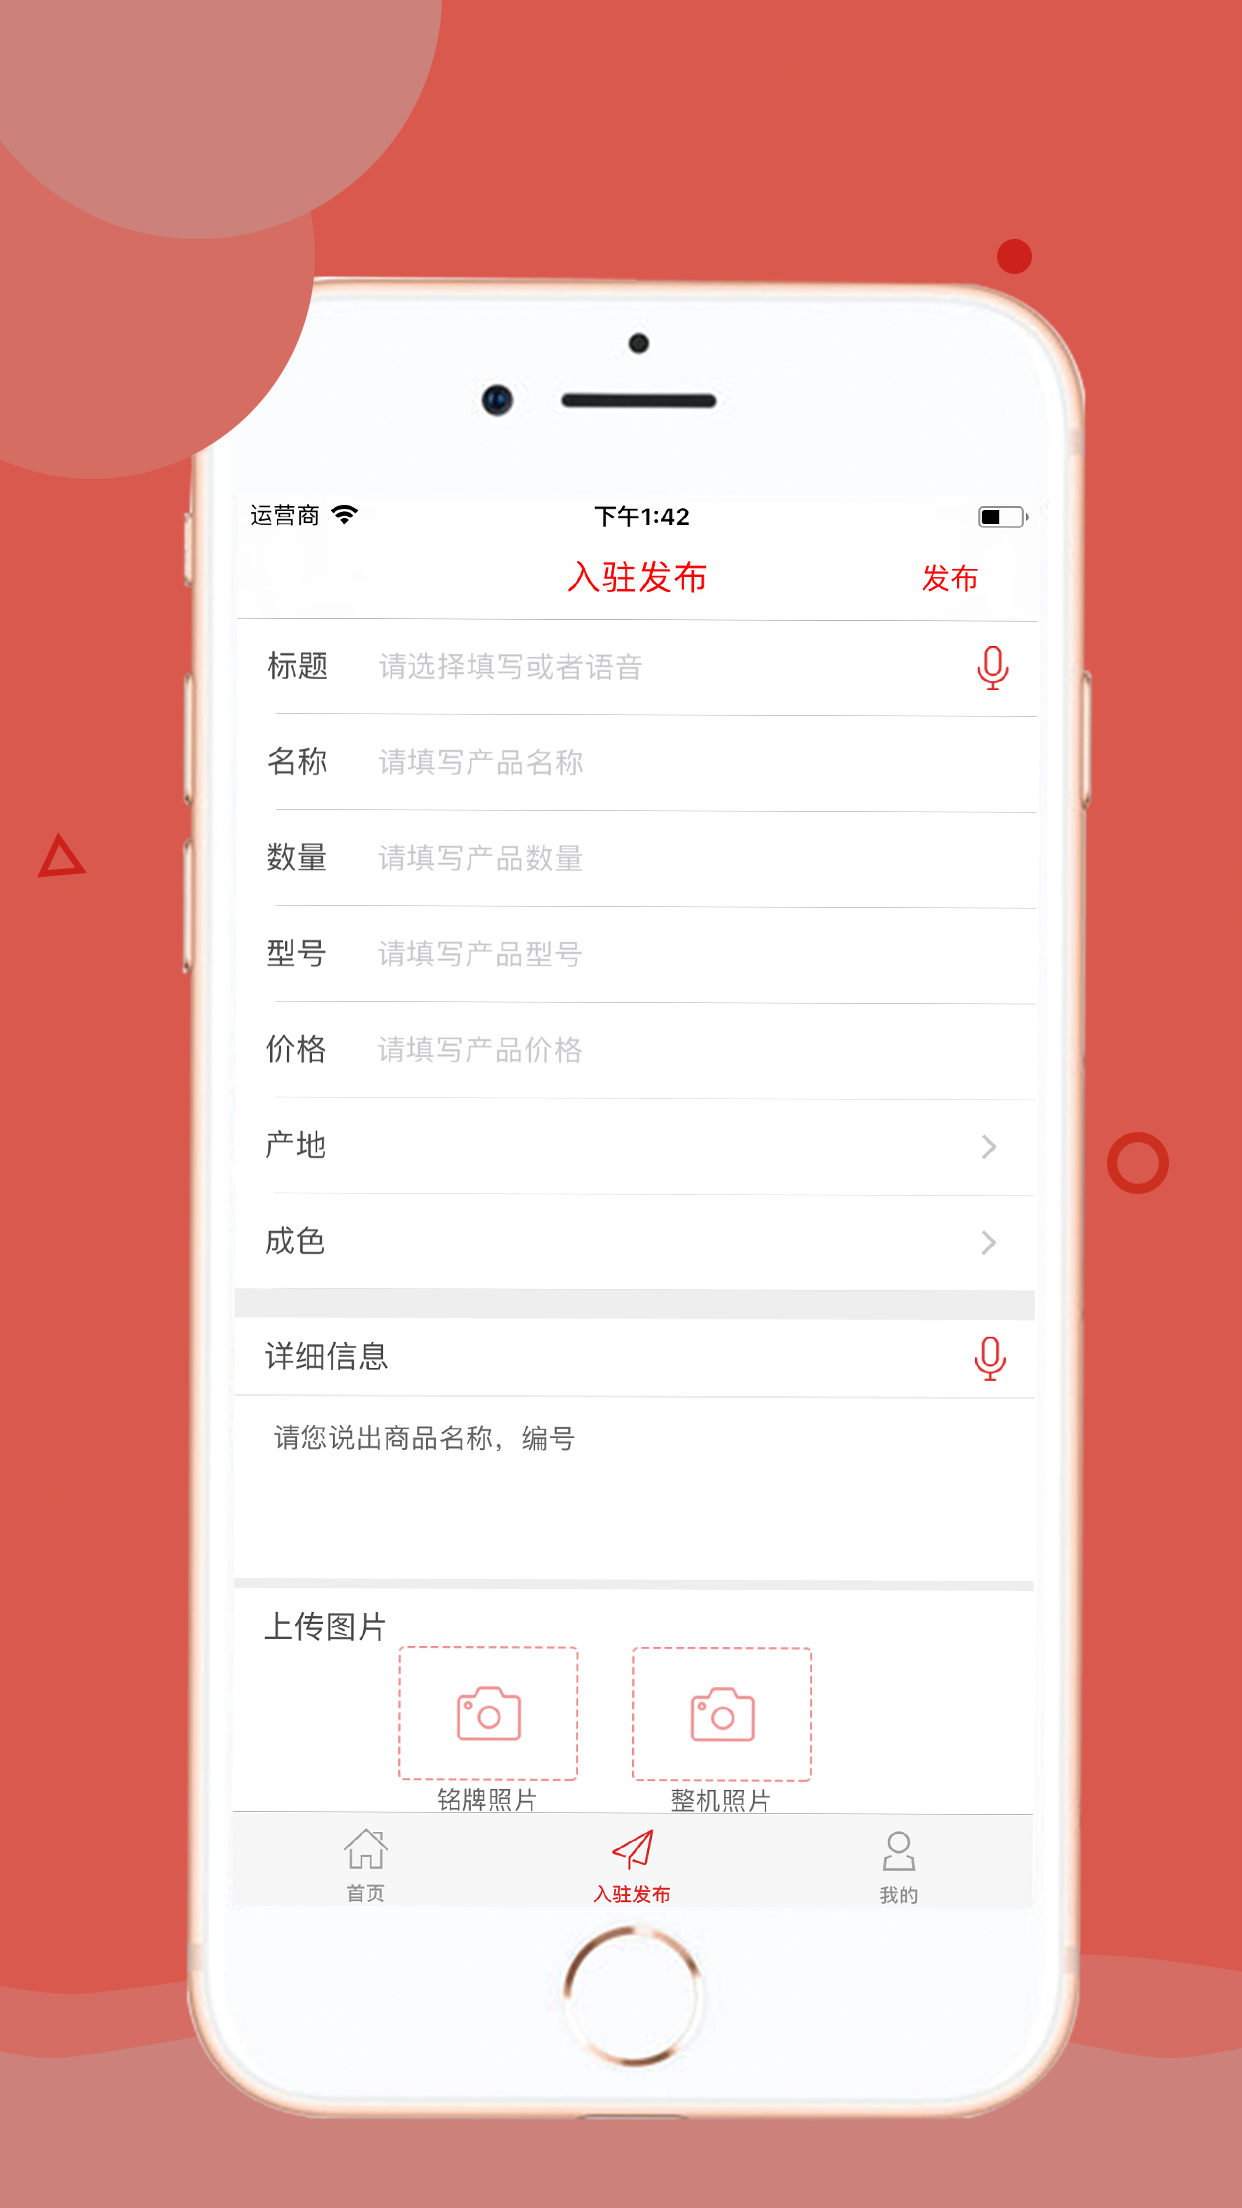 运营商 下午1:42
入驻发布 发布
标题 请选择填写或者语音
名称 请填写产品名称
数量 请填写产品数量
型号 请填写产品型号
价格 请填写产品价格
产地
成色
详细信息
请您说出商品名称，编号
上传图片
铭牌照片 整机照片
首页 入驻发布 我的